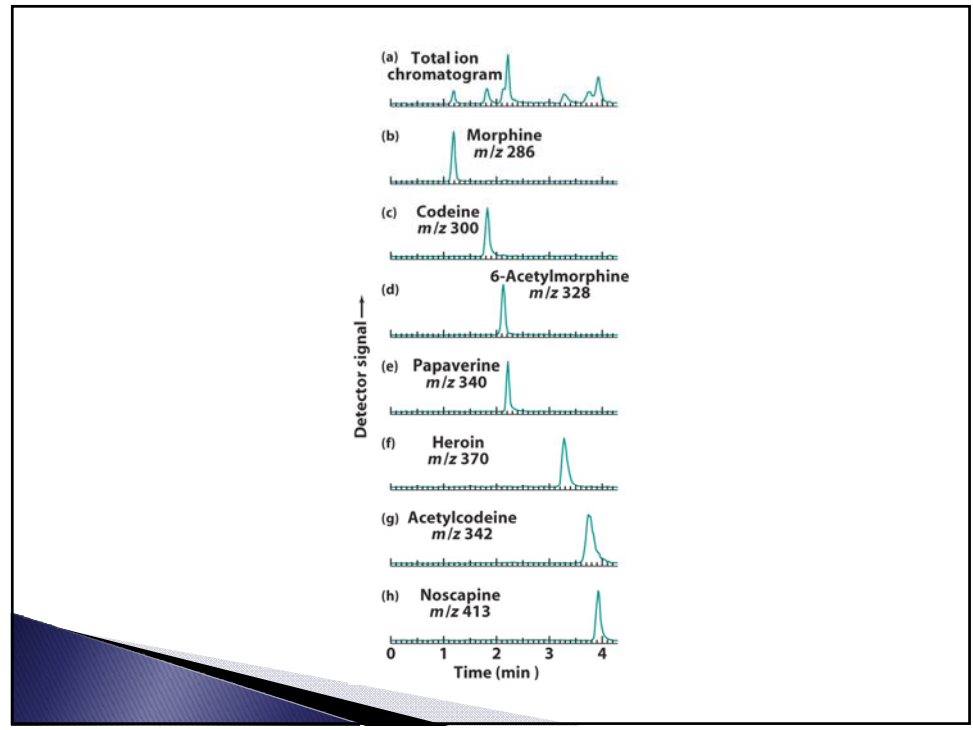 (a) Total ion
chromatogram
(b) Morphine
m/z 286
(c) Codeine
m/z 300
6-Acetylmorphine
(d) m/z 328
(e) Papaverine
m/z 340
(f) Heroin
m/z 370
(g) Acetylcodeine
m/z 342
(h) Noscapine
m/z 413
Detector signal →
0 1 2 3 4
Time (min )